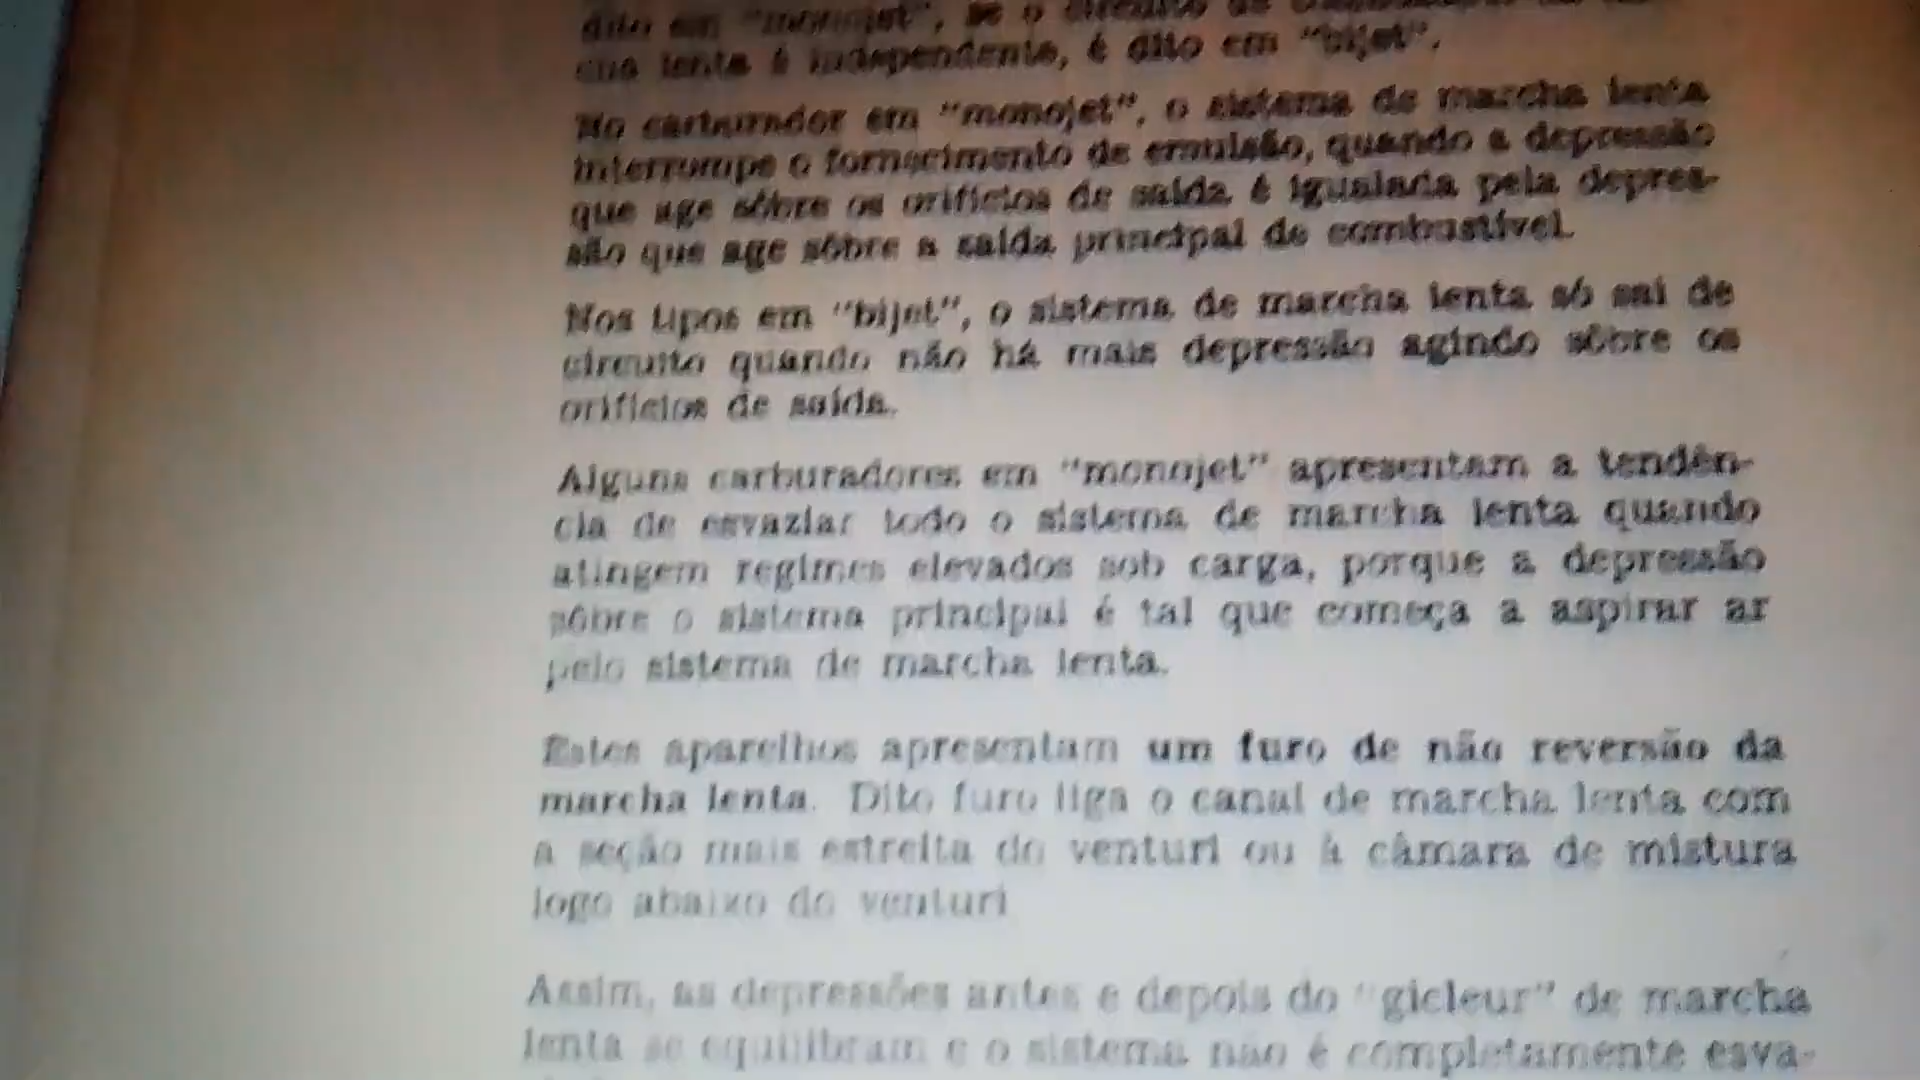 dito em "monojet", se o circuito de
cha lenta é independente, é dito em "bijet".
No carburador em "monojet", o sistema de marcha lenta
interrompe o fornecimento de emulsão, quando a depressão
que age sôbre os orifícios de saída é igualada pela depres-
são que age sôbre a saída principal de combustível.
Nos tipos em "bijet", o sistema de marcha lenta só sai de
circuito quando não há mais depressão agindo sôbre os
orifícios de saída.
Alguns carburadores em "monojet" apresentam a tendên-
cia de esvaziar todo o sistema de marcha lenta quando
atingem regimes elevados sob carga, porque a depressão
sôbre o sistema principal é tal que começa a aspirar ar
pelo sistema de marcha lenta.
Estes aparelhos apresentam um furo de não reversão da
marcha lenta. Dito furo liga o canal de marcha lenta com
a seção mais estreita do venturi ou à câmara de mistura
logo abaixo do venturi
Assim, as depressões antes e depois do "gicleur" de marcha
lenta se equilibram e o sistema não é completamente esva-